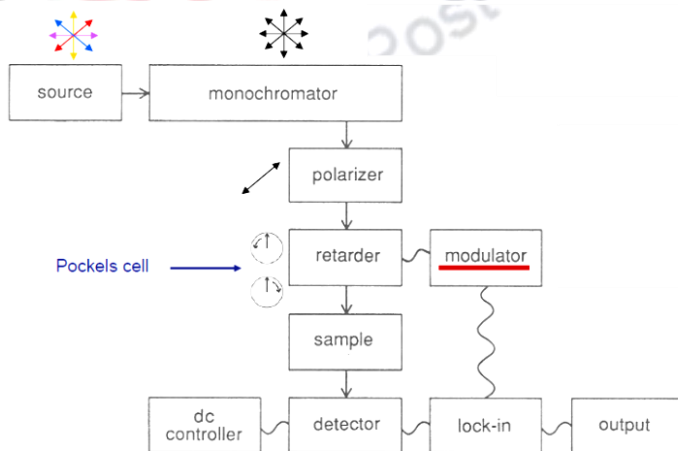 source
monochromator
polarizer
Pockels cell
retarder
modulator
sample
dc
controller
detector
lock-in
output